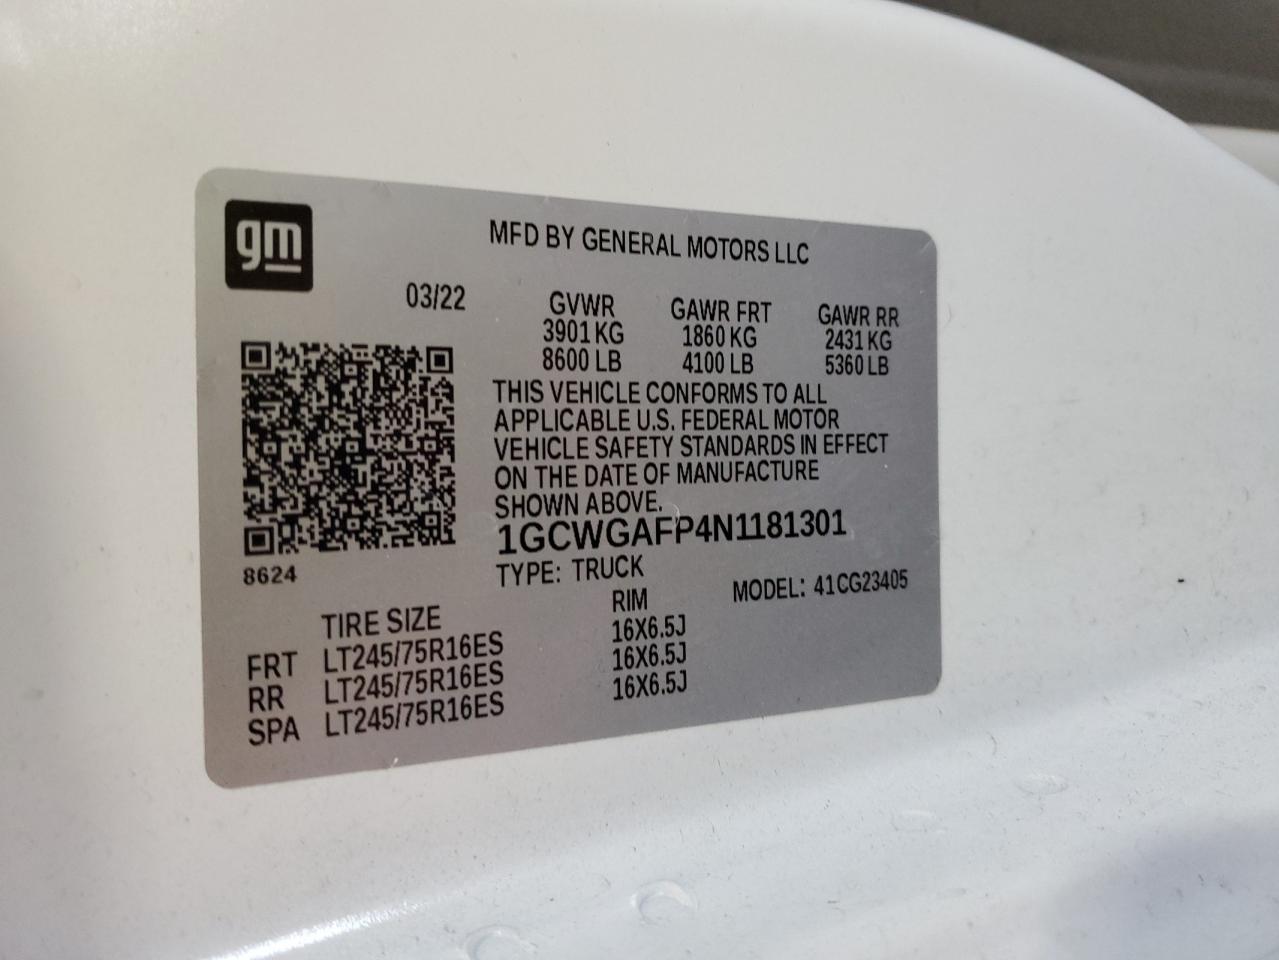 gm
MFD BY GENERAL MOTORS LLC
03/22 GVWR GAWR FRT GAWR RR
3901 KG 1860 KG 2431 KG
8600 LB 4100 LB 5360 LB
THIS VEHICLE CONFORMS TO ALL
APPLICABLE U.S. FEDERAL MOTOR
VEHICLE SAFETY STANDARDS IN EFFECT
ON THE DATE OF MANUFACTURE
SHOWN ABOVE.
1GCWGAFP4N1181301
8624 TYPE: TRUCK MODEL: 41CG23405
TIRE SIZE RIM
FRT LT245/75R16ES 16X6.5J
RR LT245/75R16ES 16X6.5J
SPA LT245/75R16ES 16X6.5J